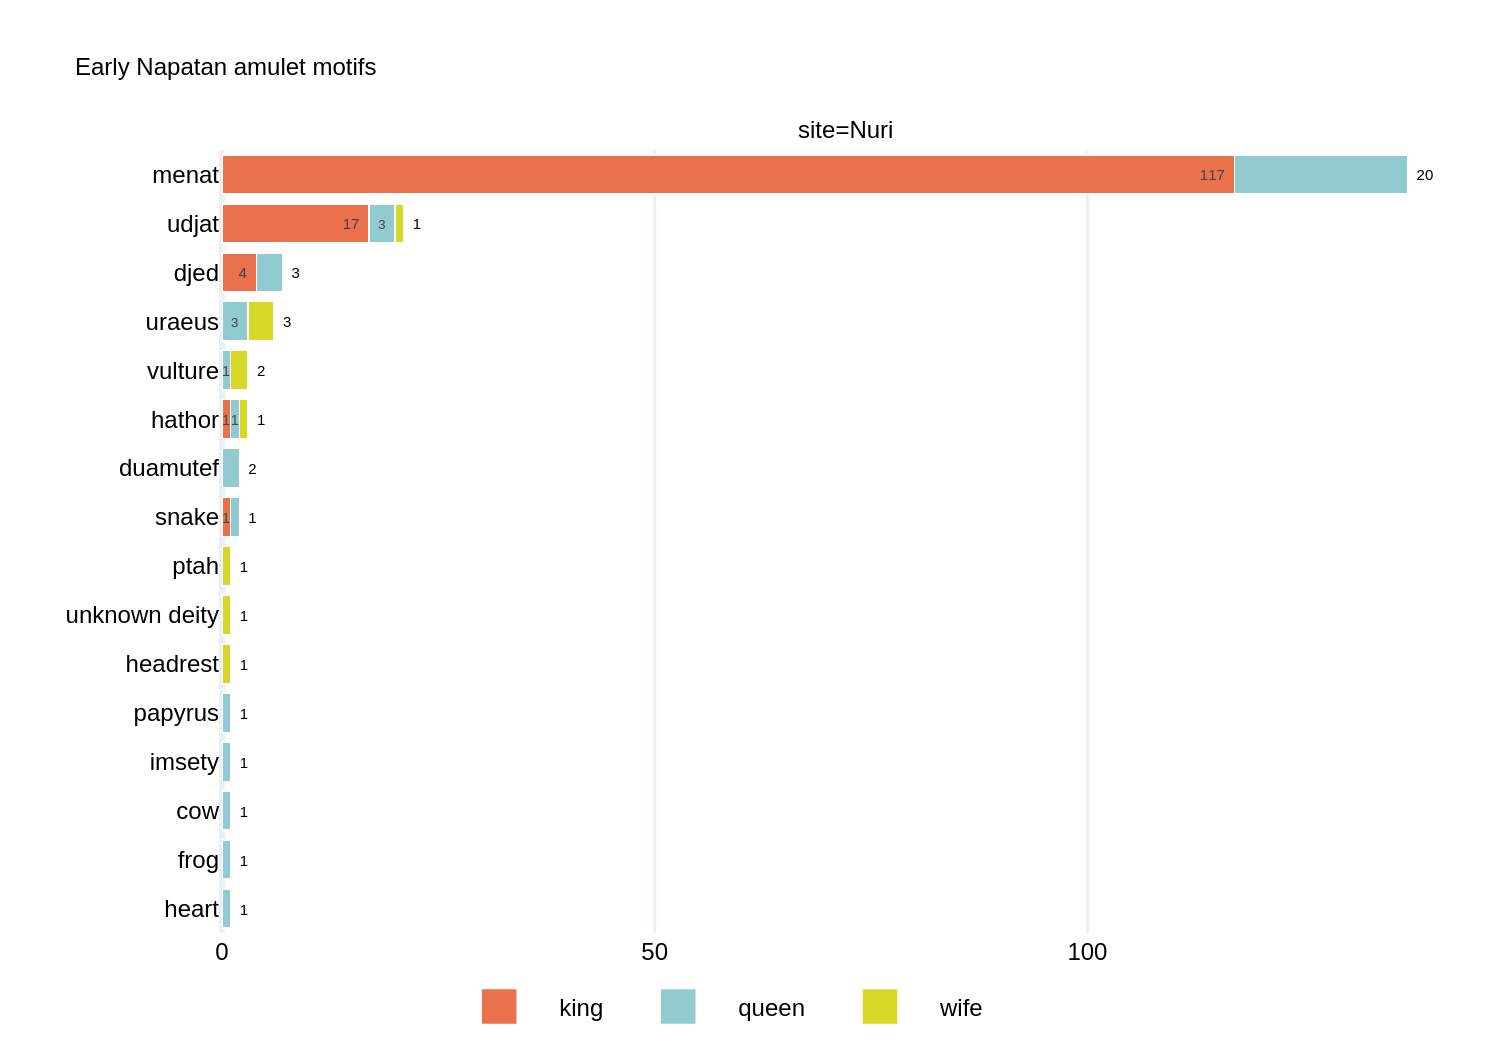 Early Napatan amulet motifs
site=Nuri
menat 117 20
udjat 17 3 1
djed 4 3
uraeus 3 3
vulture 1 2
hathor 1 1 1
duamutef 2
snake 1 1
ptah 1
unknown deity 1
headrest 1
papyrus 1
imsety 1
cow 1
frog 1
heart 1
0 50 100
king queen wife